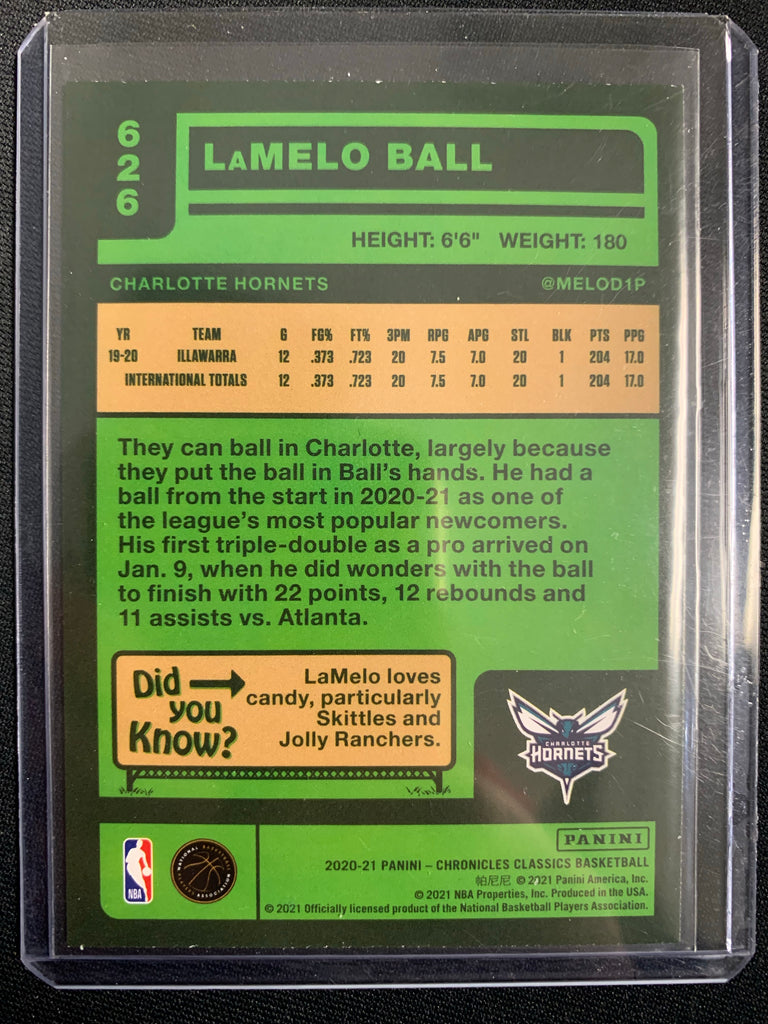 626
LaMELO BALL
HEIGHT: 6'6" WEIGHT: 180
CHARLOTTE HORNETS @MELOD1P
YR TEAM G FG% FT% 3PM RPG APG STL BLK PTS PPG
19-20 ILLAWARRA 12 .373 .723 20 7.5 7.0 20 1 204 17.0
INTERNATIONAL TOTALS 12 .373 .723 20 7.5 7.0 20 1 204 17.0
They can ball in Charlotte, largely because
they put the ball in Ball's hands. He had a
ball from the start in 2020-21 as one of
the league's most popular newcomers.
His first triple-double as a pro arrived on
Jan. 9, when he did wonders with the ball
to finish with 22 points, 12 rebounds and
11 assists vs. Atlanta.
Did
you
Know?
LaMelo loves
candy, particularly
Skittles and
Jolly Ranchers.
CHARLOTTE
HORNETS
NBA
NATIONAL BASKETBALL PLAYERS ASSOCIATION
PANINI
2020-21 PANINI – CHRONICLES CLASSICS BASKETBALL
帕尼尼 © 2021 Panini America, Inc.
© 2021 NBA Properties, Inc. Produced in the USA.
© 2021 Officially licensed product of the National Basketball Players Association.